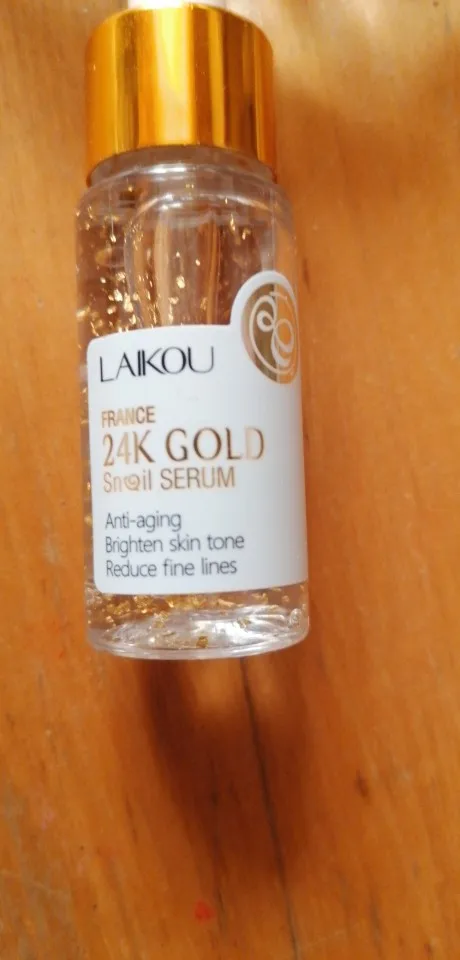 LAIKOU
FRANCE
24K GOLD
Snail SERUM
Anti-aging
Brighten skin tone
Reduce fine lines